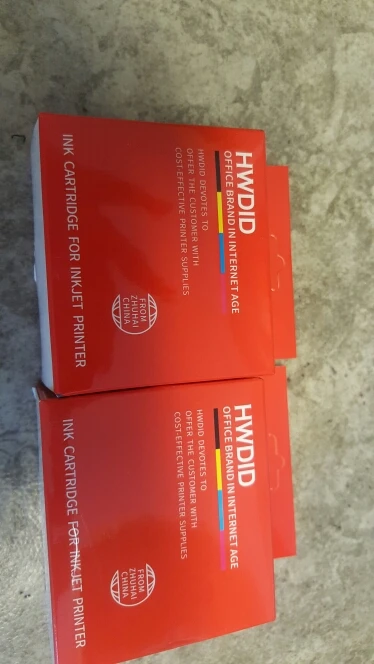 HWDID
OFFICE BRAND IN INTERNET AGE
HWDID DEVOTES TO
OFFER THE CUSTOMER WITH
COST-EFFECTIVE PRINTER SUPPLIES
FROM
ZHUHAI
CHINA
INK CARTRIDGE FOR INKJET PRINTER
HWDID
OFFICE BRAND IN INTERNET AGE
HWDID DEVOTES TO
OFFER THE CUSTOMER WITH
COST-EFFECTIVE PRINTER SUPPLIES
FROM
ZHUHAI
CHINA
INK CARTRIDGE FOR INKJET PRINTER